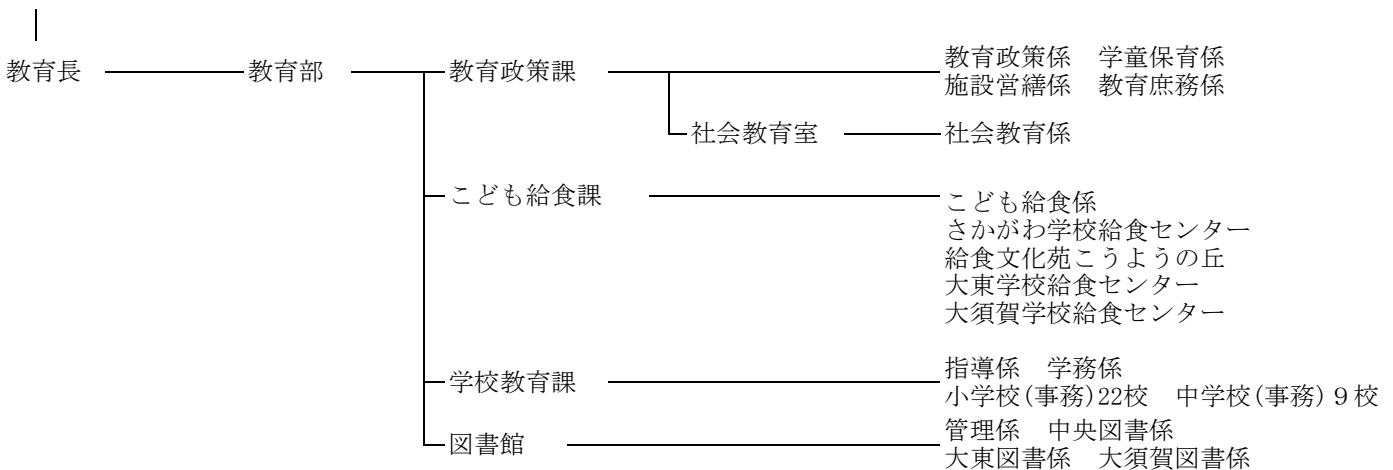 教育長 教育部 教育政策課 教育政策係　学童保育係
施設営繕係　教育庶務係
社会教育室 社会教育係
こども給食課 こども給食係
さかがわ学校給食センター
給食文化苑こうようの丘
大東学校給食センター
大須賀学校給食センター
学校教育課 指導係　学務係
小学校(事務)22校　中学校(事務)９校
図書館 管理係　中央図書係
大東図書係　大須賀図書係